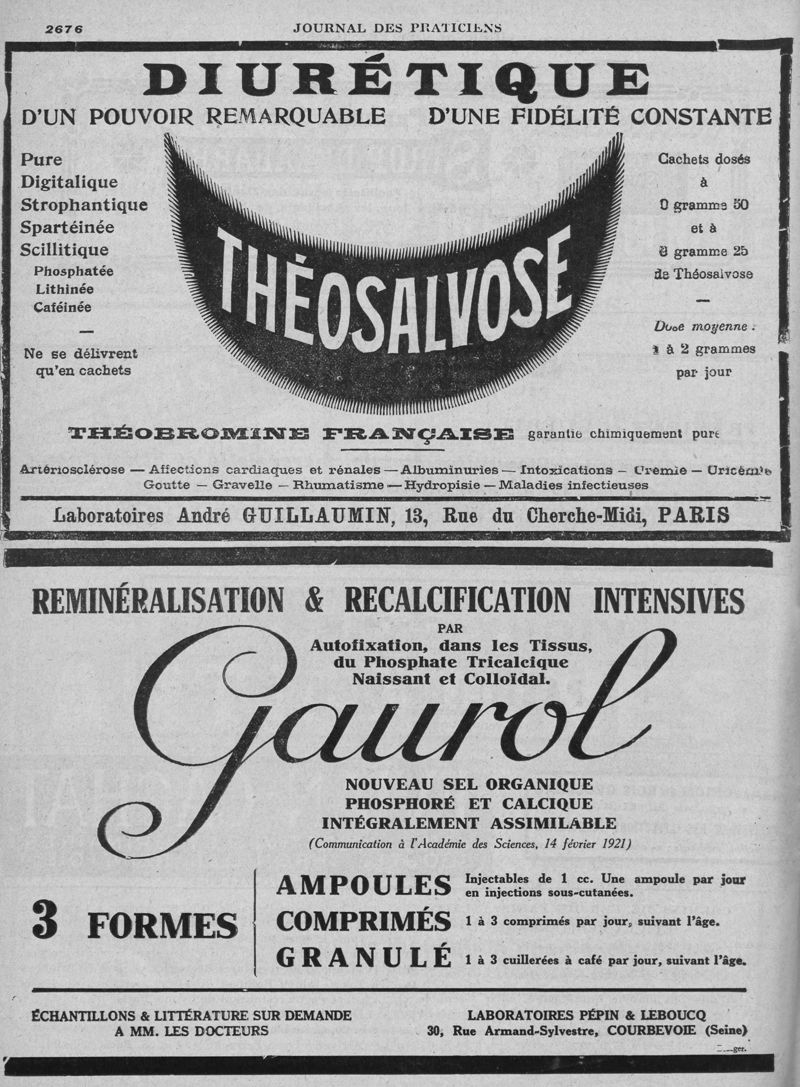 2676
JOURNAL DES PRATICIENS
DIURÉTIQUE
D'UN POUVOIR REMARQUABLE D'UNE FIDÉLITÉ CONSTANTE
Pure
Digitalique
Strophantique
Spartéinée
Scillitique
Phosphatée
Lithinée
Caféinée
—
Ne se délivrent
qu'en cachets
THÉOSALVOSE
Cachets dosés
à
0 gramme 50
et à
0 gramme 25
de Théosalvose
—
Dose moyenne :
1 à 2 grammes
par jour
THÉOBROMINE FRANÇAISE garantie chimiquement pure
Artériosclérose — Affections cardiaques et rénales — Albuminuries — Intoxications — Urémie — Uricémie
Goutte — Gravelle — Rhumatisme — Hydropisie — Maladies infectieuses
Laboratoires André GUILLAUMIN, 13, Rue du Cherche-Midi, PARIS
REMINÉRALISATION & RECALCIFICATION INTENSIVES
PAR
Autofixation, dans les Tissus,
du Phosphate Tricalcique
Naissant et Colloïdal.
Gaurol
NOUVEAU SEL ORGANIQUE
PHOSPHORÉ ET CALCIQUE
INTÉGRALEMENT ASSIMILABLE
(Communication à l'Académie des Sciences, 14 février 1921)
3 FORMES
AMPOULES Injectables de 1 cc. Une ampoule par jour
en injections sous-cutanées.
COMPRIMÉS 1 à 3 comprimés par jour, suivant l'âge.
GRANULÉ 1 à 3 cuillerées à café par jour, suivant l'âge.
ÉCHANTILLONS & LITTÉRATURE SUR DEMANDE
A MM. LES DOCTEURS
LABORATOIRES PÉPIN & LEBOUCQ
30, Rue Armand-Sylvestre, COURBEVOIE (Seine)